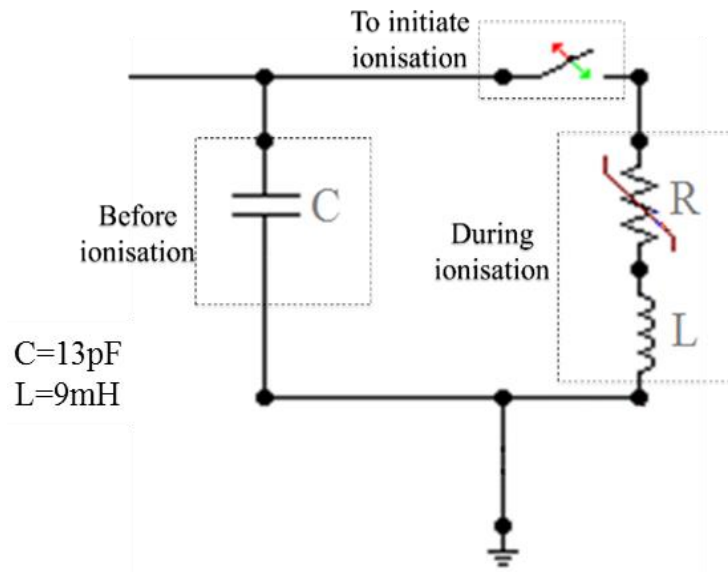 To initiate
ionisation
C
Before
ionisation
R
During
ionisation
L
C=13pF
L=9mH